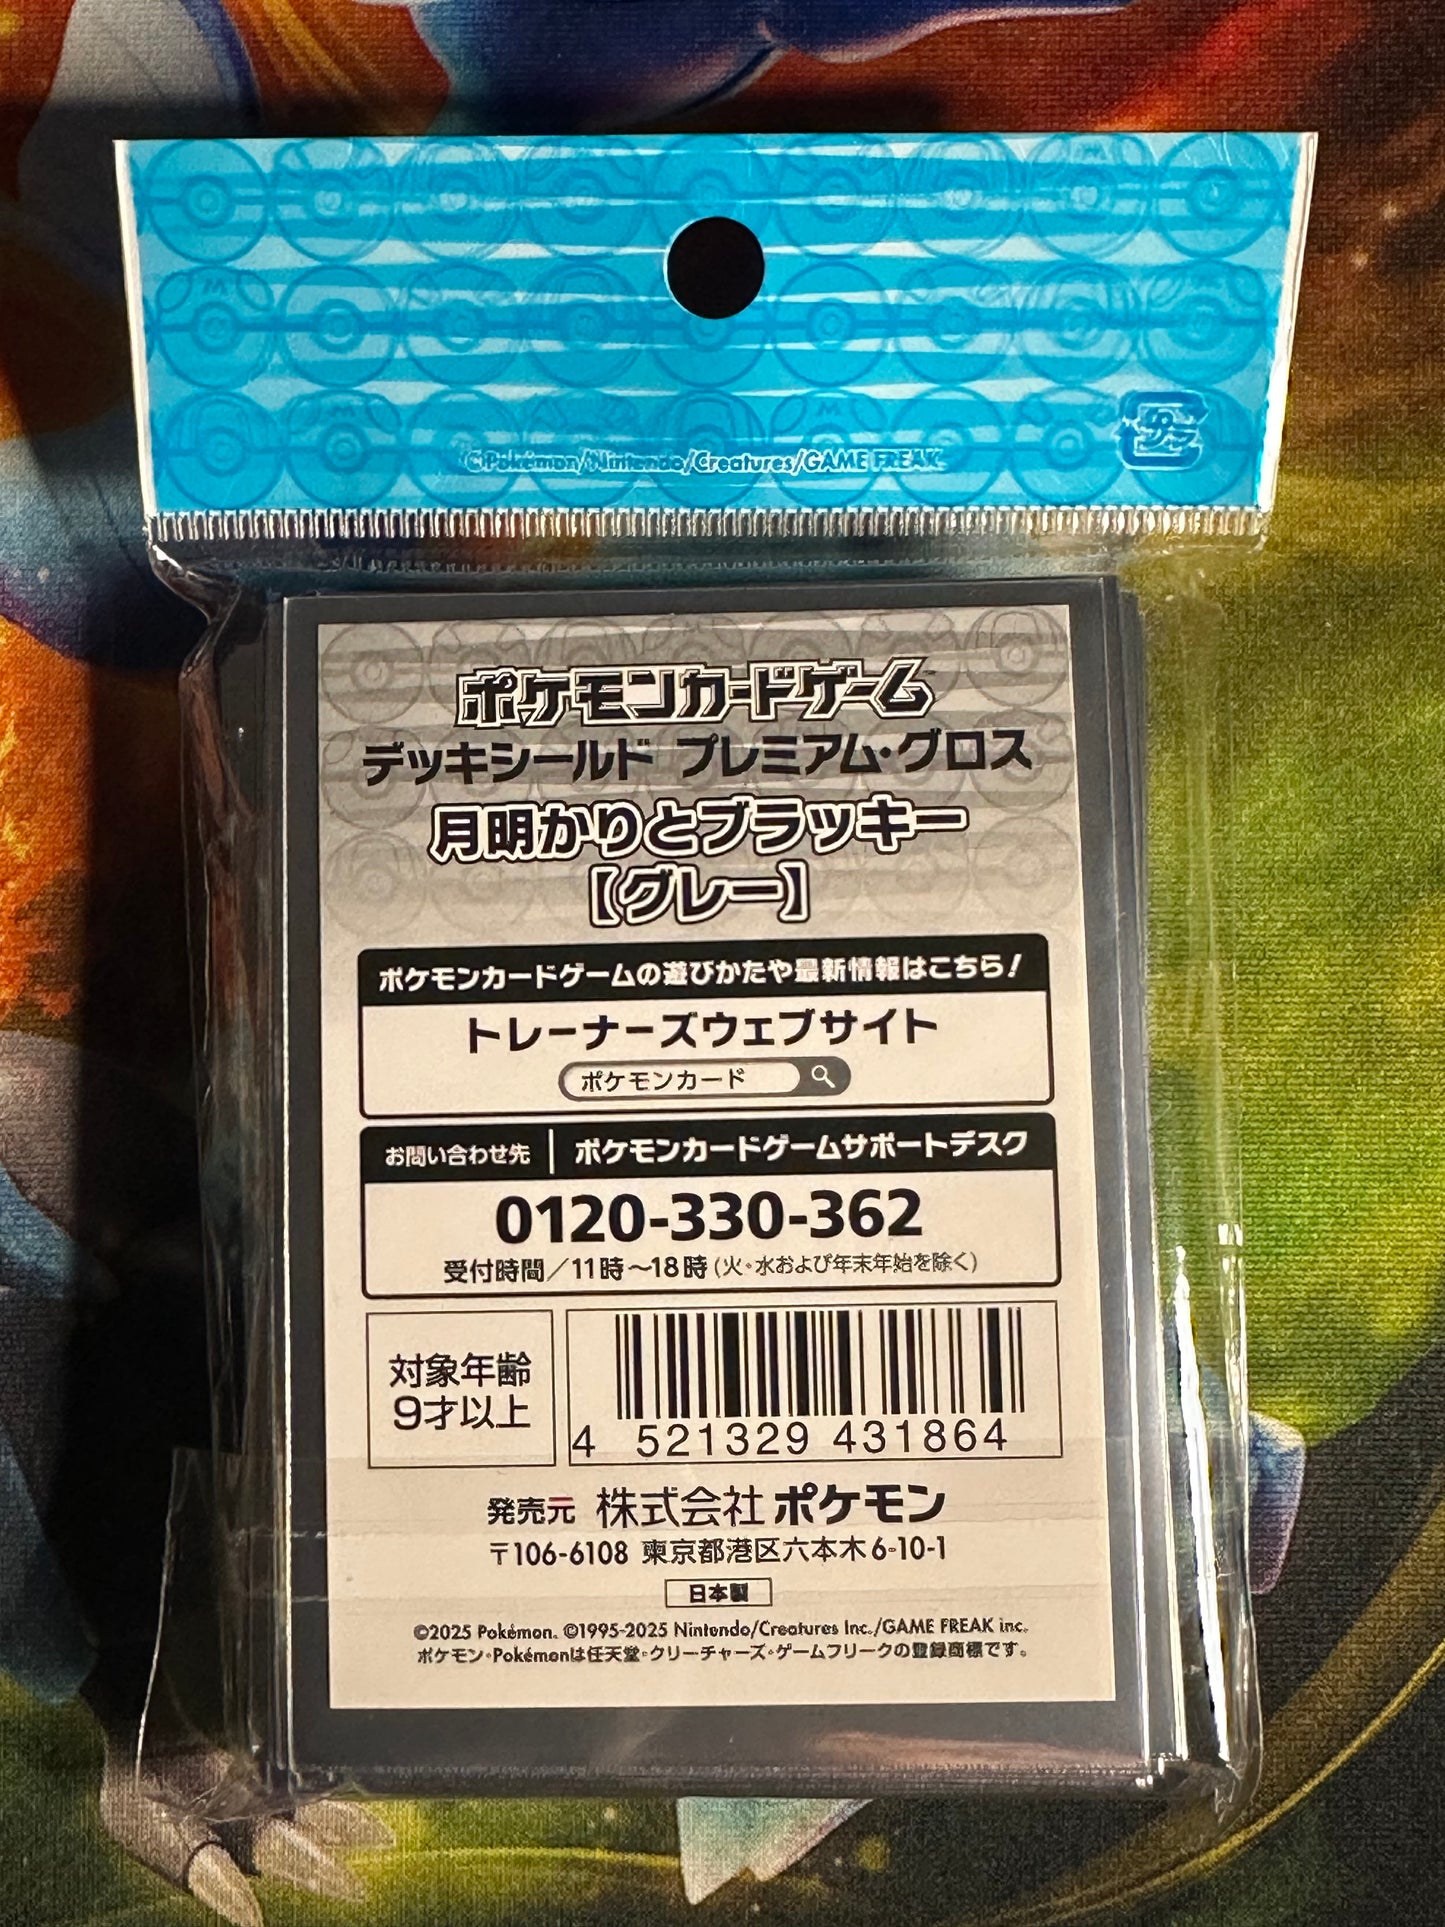 ©Pokémon/Nintendo/Creatures/GAME FREAK
プラ
ポケモンカードゲーム
デッキシールド プレミアム・グロス
月明かりとブラッキー
【グレー】
ポケモンカードゲームの遊びかたや最新情報はこちら!
トレーナーズウェブサイト
ポケモンカード
お問い合わせ先 ポケモンカードゲームサポートデスク
0120-330-362
受付時間/11時~18時(火・水および年末年始を除く)
対象年齢
9才以上
4 521329 431864
発売元 株式会社ポケモン
〒106-6108 東京都港区六本木6-10-1
日本製
©2025 Pokémon. ©1995-2025 Nintendo/Creatures Inc./GAME FREAK inc.
ポケモン・Pokémonは任天堂・クリーチャーズ・ゲームフリークの登録商標です。